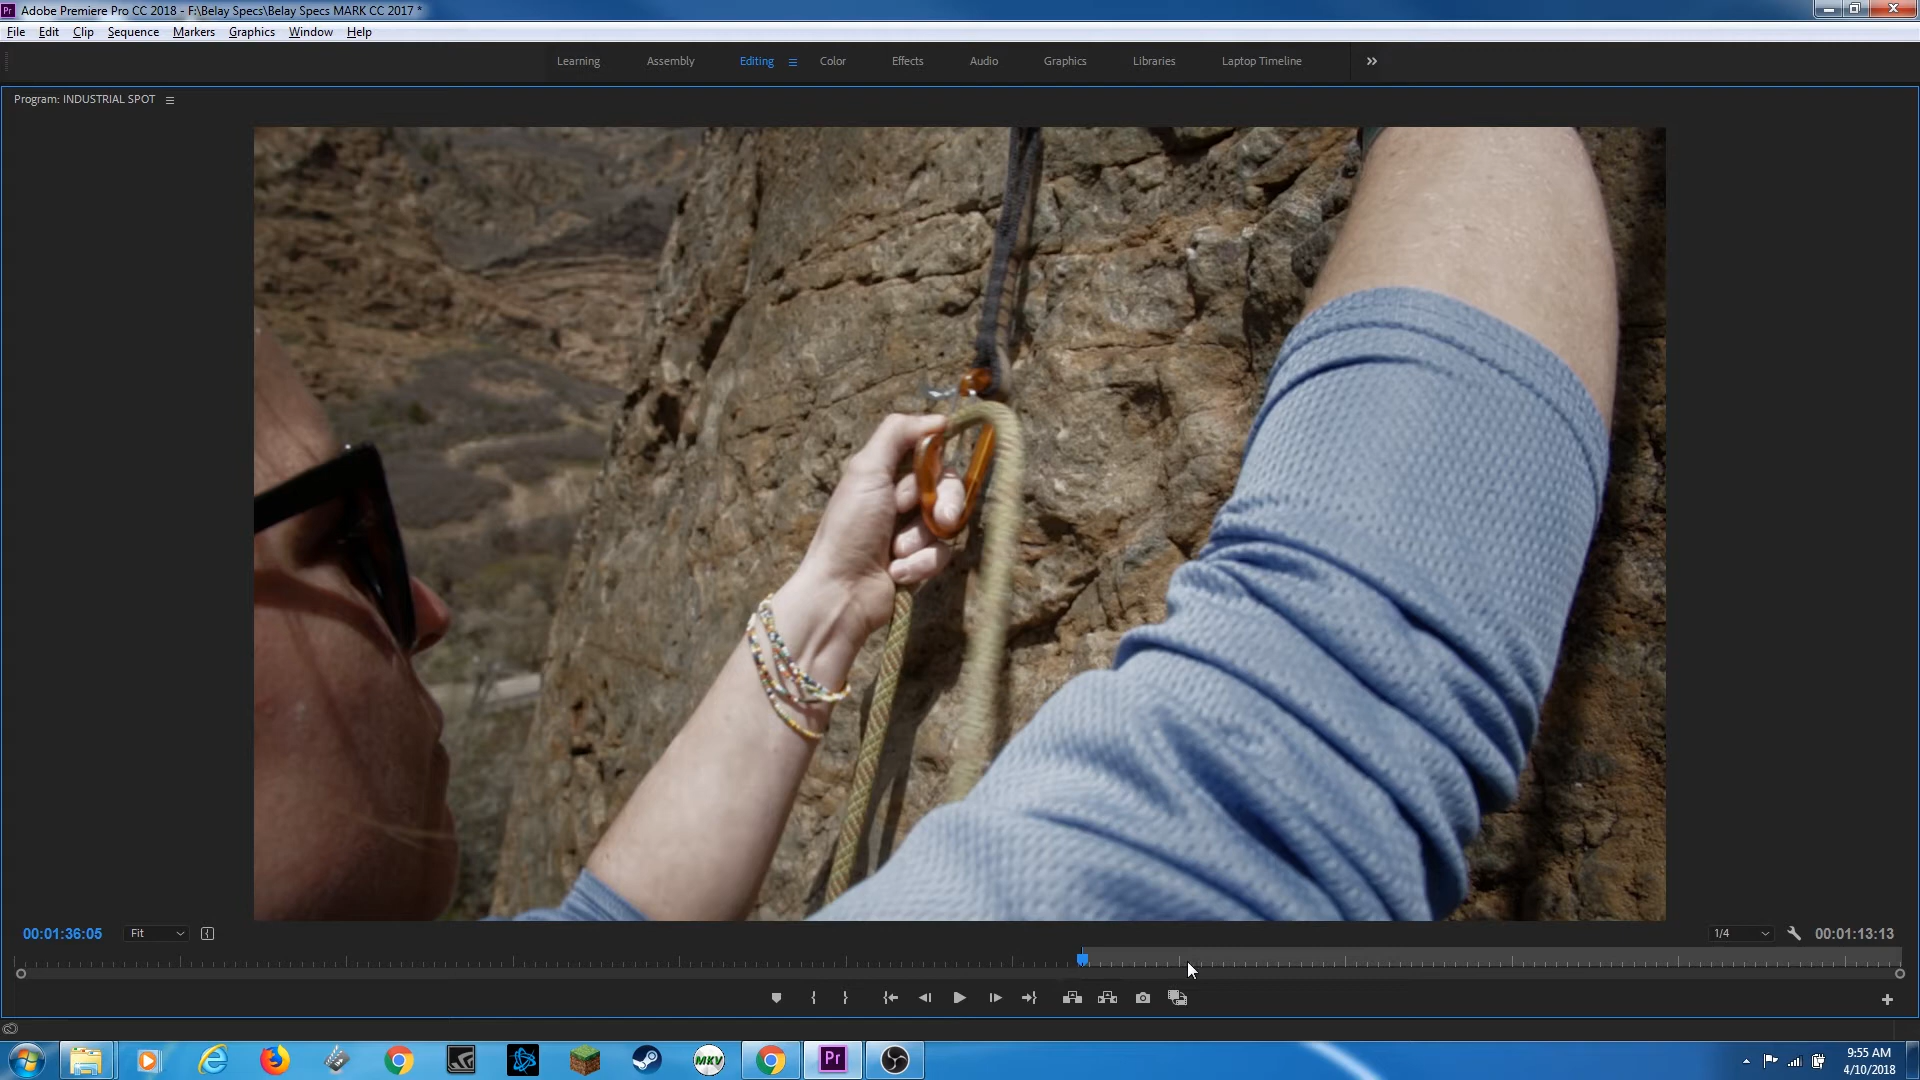 Pr Adobe Premiere Pro CC 2018 - F:\Belay Specs\Belay Specs MARK CC 2017 *
File Edit Clip Sequence Markers Graphics Window Help
Learning Assembly Editing Color Effects Audio Graphics Libraries Laptop Timeline
Program: INDUSTRIAL SPOT
00:01:36:05 Fit 1/4 00:01:13:13
MKV Pr
9:55 AM
4/10/2018